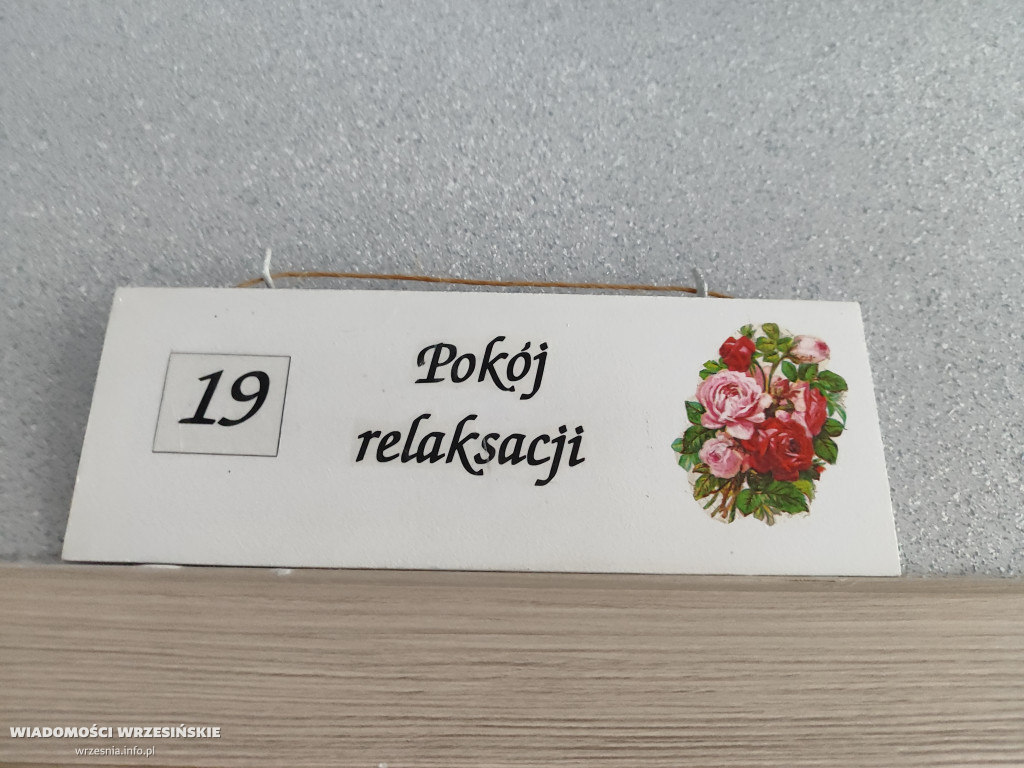 19
Pokój
relaksacji
WIADOMOŚCI WRZESIŃSKIE
wrzesnia.info.pl